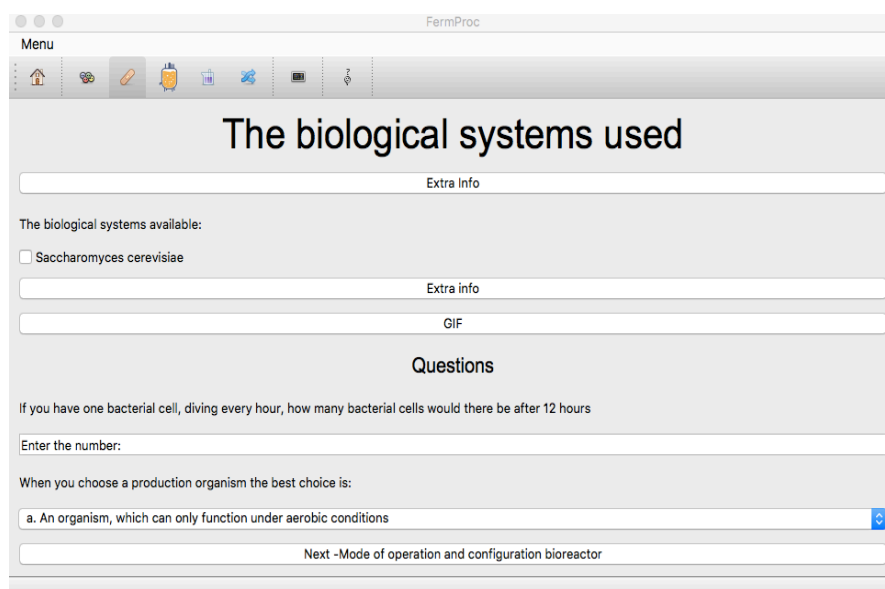 FermProc
Menu
The biological systems used
Extra Info
The biological systems available:
Saccharomyces cerevisiae
Extra info
GIF
Questions
If you have one bacterial cell, diving every hour, how many bacterial cells would there be after 12 hours
Enter the number:
When you choose a production organism the best choice is:
a. An organism, which can only function under aerobic conditions
Next -Mode of operation and configuration bioreactor